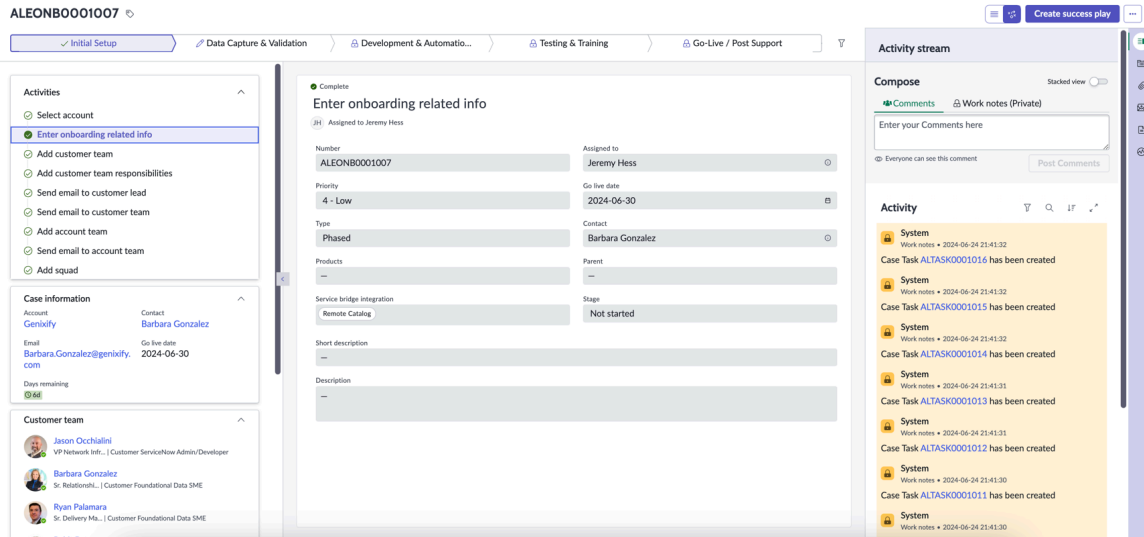 ALEONB0001007
Create success play
Initial Setup
Data Capture & Validation
Development & Automatio...
Testing & Training
Go-Live / Post Support
Activities
Select account
Enter onboarding related info
Add customer team
Add customer team responsibilities
Send email to customer lead
Send email to customer team
Add account team
Send email to account team
Add squad
Case information
Account
Contact
Genixify
Barbara Gonzalez
Email
Go live date
Barbara.Gonzalez@genixify.
com
2024-06-30
Days remaining
6d
Customer team
Jason Occhialini
VP Network Infr... | Customer ServiceNow Admin/Developer
Barbara Gonzalez
Sr. Relationshi... | Customer Foundational Data SME
Ryan Palamara
Sr. Delivery Ma... | Customer Foundational Data SME
Complete
Enter onboarding related info
JH Assigned to Jeremy Hess
Number
ALEONB0001007
Assigned to
Jeremy Hess
Priority
4 - Low
Go live date
2024-06-30
Type
Phased
Contact
Barbara Gonzalez
Products
—
Parent
—
Service bridge integration
Remote Catalog
Stage
Not started
Short description
—
Description
—
Activity stream
Compose
Stacked view
Comments
Work notes (Private)
Enter your Comments here
Everyone can see this comment
Post Comments
Activity
System
Work notes • 2024-06-24 21:41:32
Case Task ALTASK0001016 has been created
System
Work notes • 2024-06-24 21:41:32
Case Task ALTASK0001015 has been created
System
Work notes • 2024-06-24 21:41:32
Case Task ALTASK0001014 has been created
System
Work notes • 2024-06-24 21:41:31
Case Task ALTASK0001013 has been created
System
Work notes • 2024-06-24 21:41:31
Case Task ALTASK0001012 has been created
System
Work notes • 2024-06-24 21:41:30
Case Task ALTASK0001011 has been created
System
Work notes • 2024-06-24 21:41:30